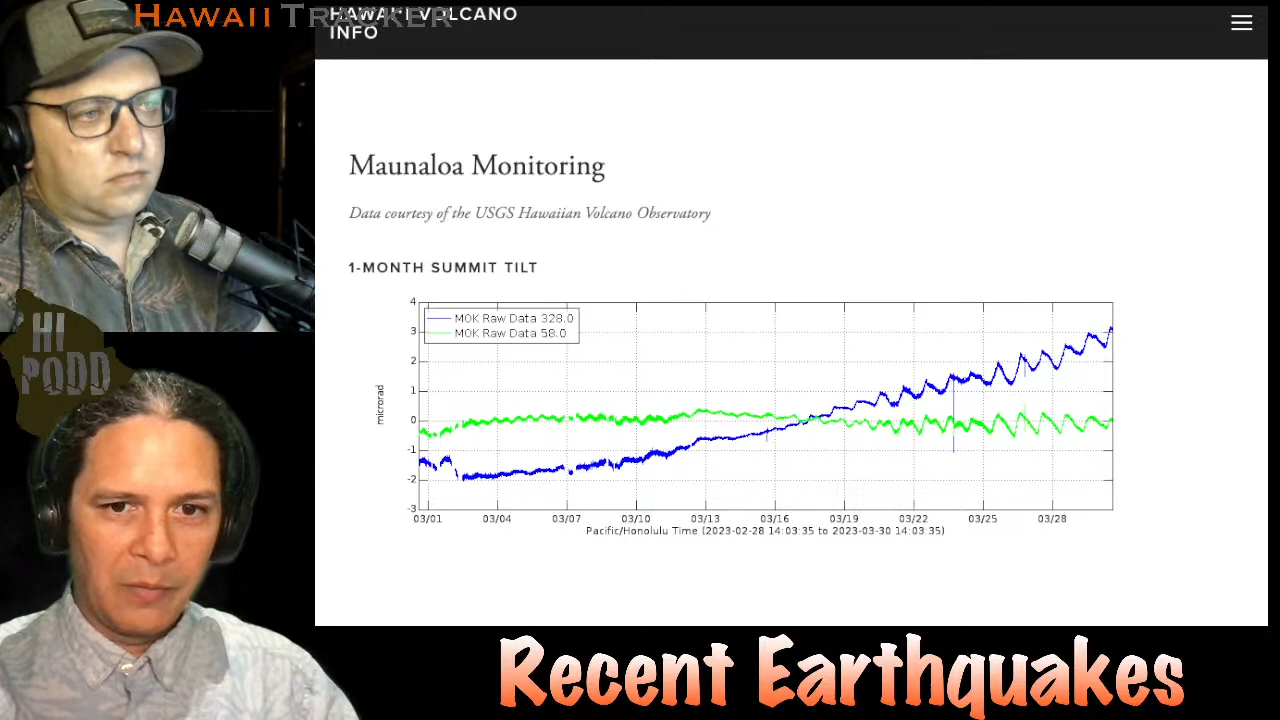 HAWAII TRACKER
HAWAI'I VOLCANO
INFO
Maunaloa Monitoring
Data courtesy of the USGS Hawaiian Volcano Observatory
1-MONTH SUMMIT TILT
MOK Raw Data 328.0
MOK Raw Data 58.0
4
3
2
1
0
-1
-2
-3
microrad
03/01 03/04 03/07 03/10 03/13 03/16 03/19 03/22 03/25 03/28
Pacific/Honolulu Time (2023-02-28 14:03:35 to 2023-03-30 14:03:35)
HI
PODD
Recent Earthquakes